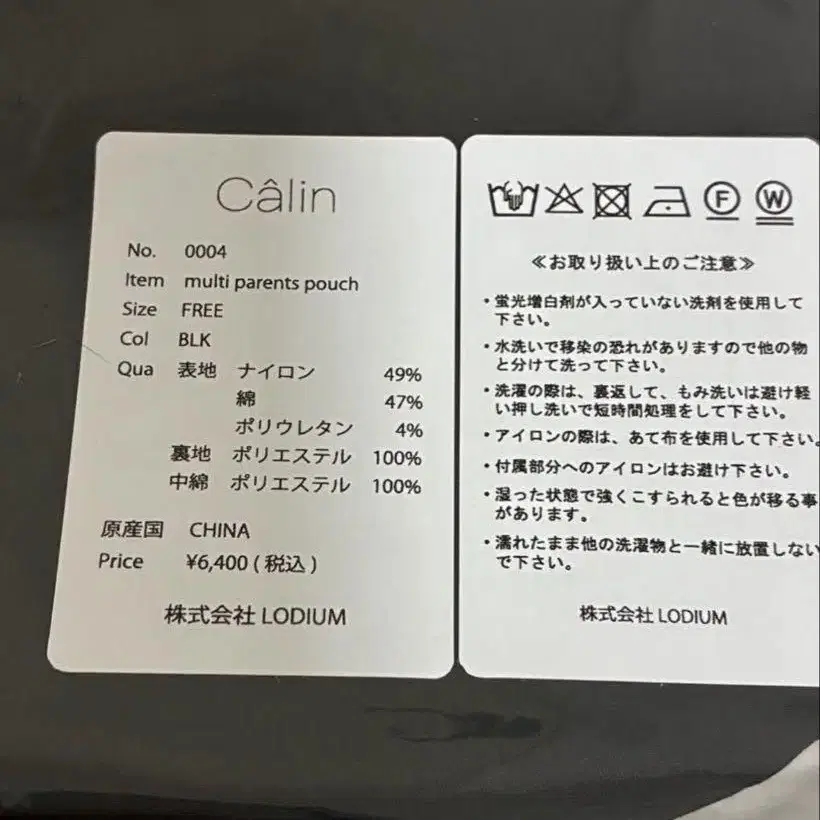 Câlin
No. 0004
Item multi parents pouch
Size FREE
Col BLK
Qua 表地 ナイロン 49%
綿 47%
ポリウレタン 4%
裏地 ポリエステル 100%
中綿 ポリエステル 100%
原産国 CHINA
Price ¥6,400 ( 税込 )
株式会社 LODIUM
F W
≪お取り扱い上のご注意≫
・蛍光増白剤が入っていない洗剤を使用して
下さい。
・水洗いで移染の恐れがありますので他の物
と分けて洗って下さい。
・洗濯の際は、裏返して、もみ洗いは避け軽
い押し洗いで短時間処理をして下さい。
・アイロンの際は、あて布を使用して下さい。
・付属部分へのアイロンはお避け下さい。
・湿った状態で強くこすられると色が移る事
があります。
・濡れたまま他の洗濯物と一緒に放置しない
で下さい。
株式会社 LODIUM